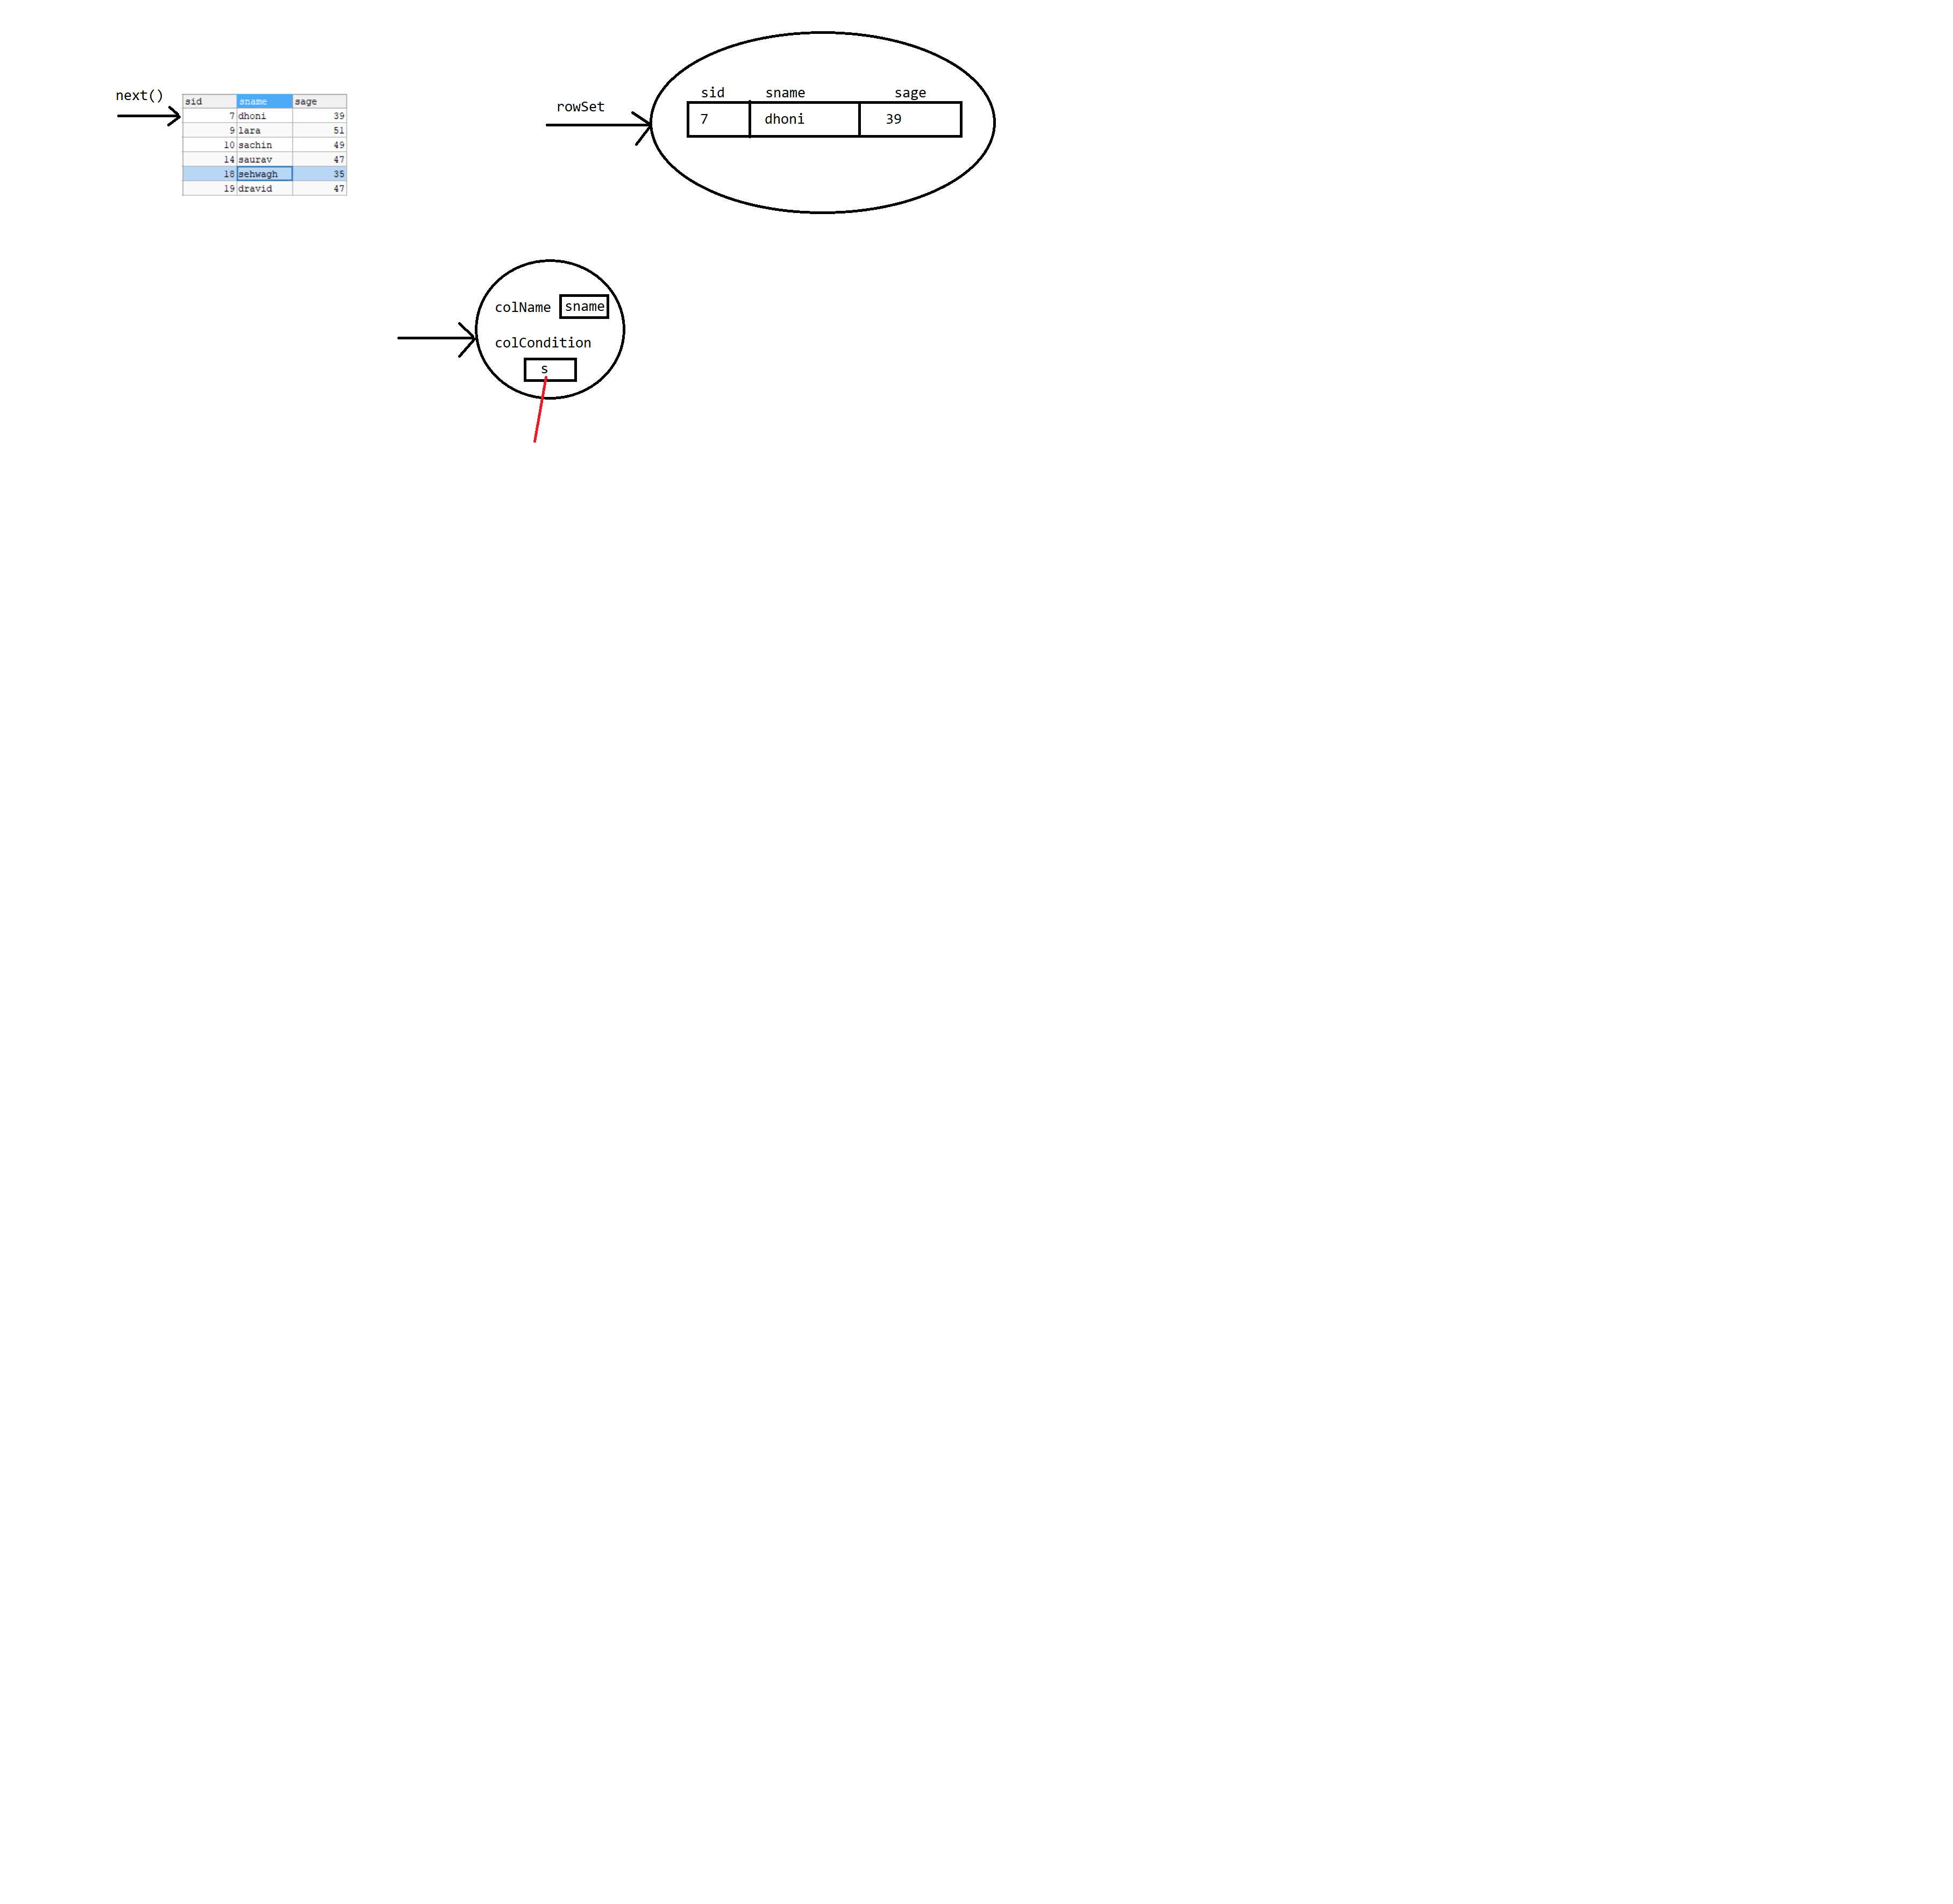 next()
sid sname sage
7 dhoni 39
9 lara 51
10 sachin 49
14 saurav 47
18 sehwagh 35
19 dravid 47
rowSet
sid sname sage
7 dhoni 39
colName sname
colCondition
s